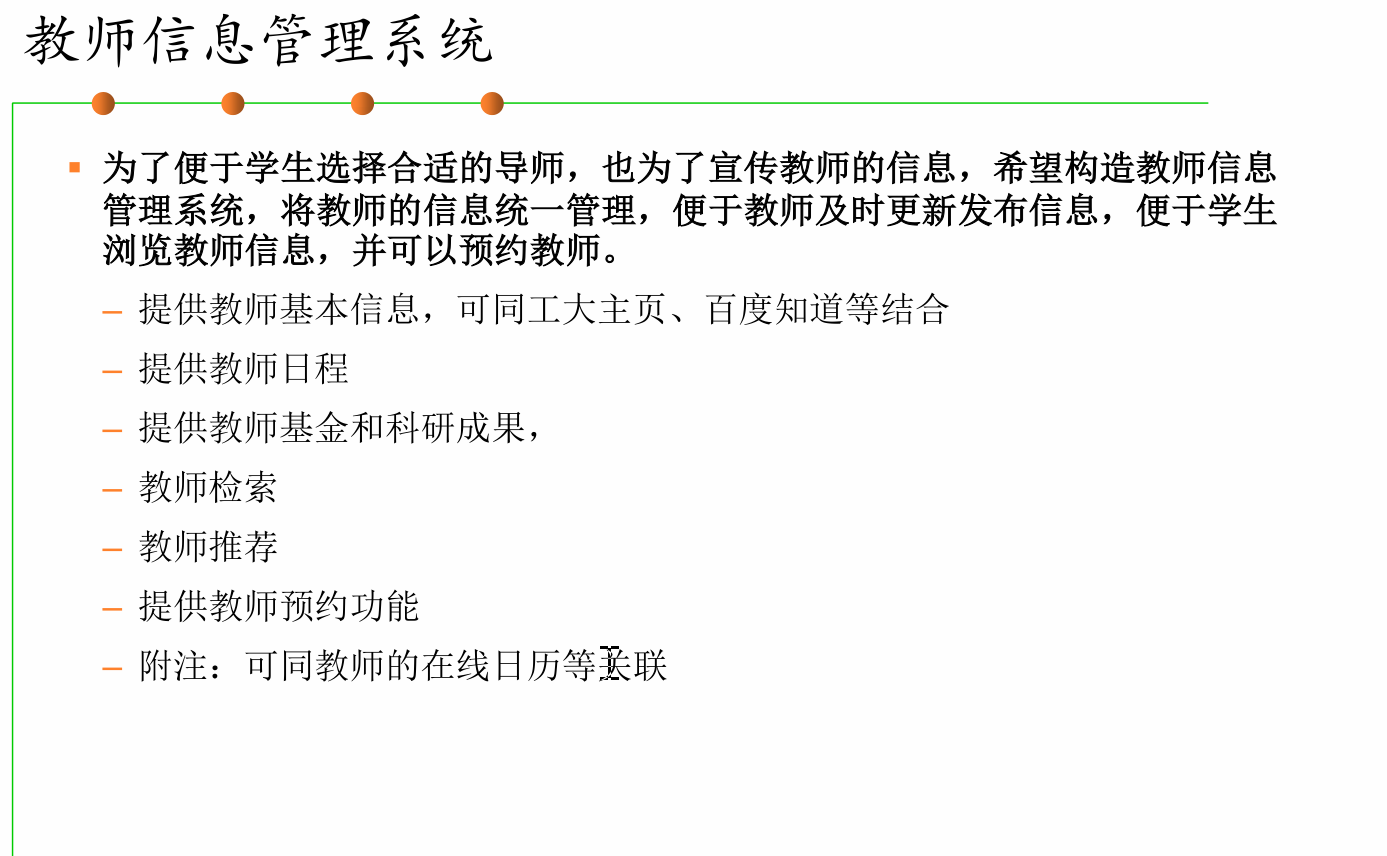 教师信息管理系统
为了便于学生选择合适的导师，也为了宣传教师的信息，希望构造教师信息
管理系统，将教师的信息统一管理，便于教师及时更新发布信息，便于学生
浏览教师信息，并可以预约教师。
– 提供教师基本信息，可同工大主页、百度知道等结合
– 提供教师日程
– 提供教师基金和科研成果，
– 教师检索
– 教师推荐
– 提供教师预约功能
– 附注：可同教师的在线日历等关联